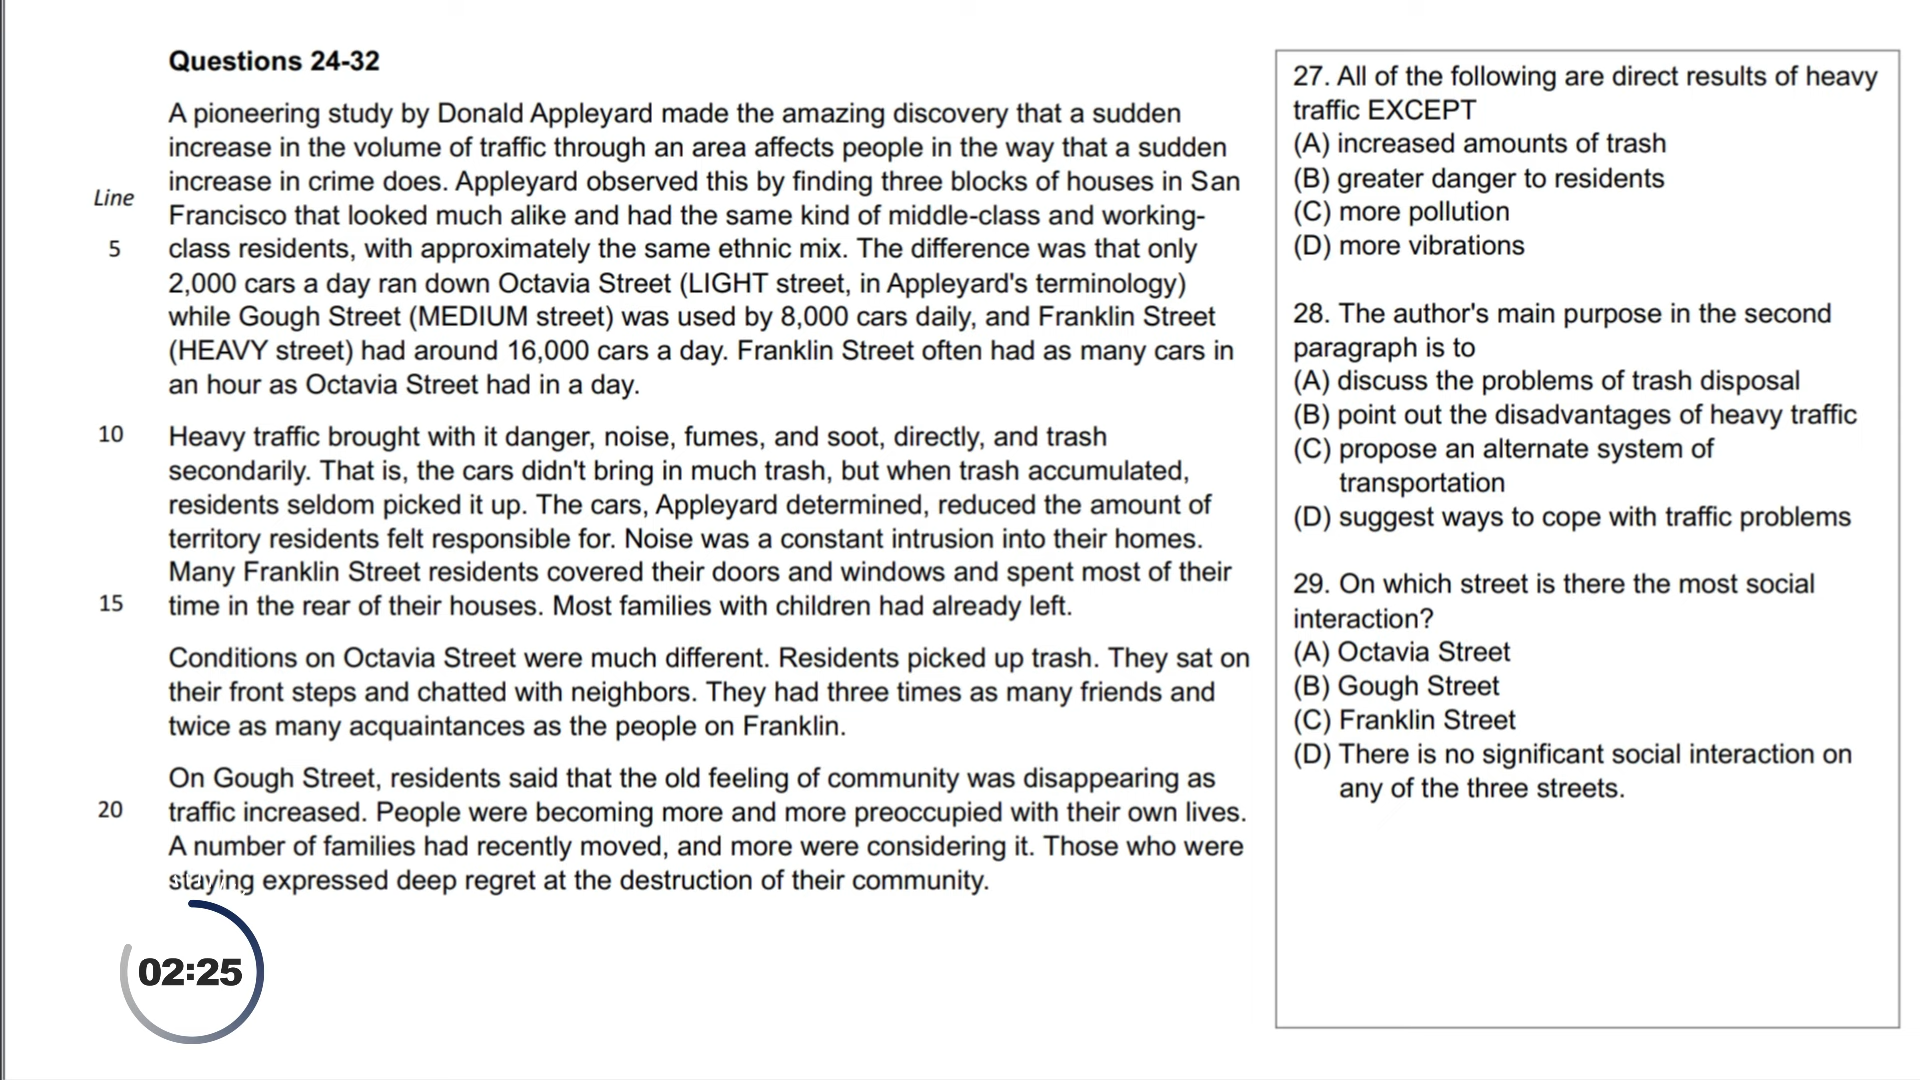 Questions 24-32
A pioneering study by Donald Appleyard made the amazing discovery that a sudden
increase in the volume of traffic through an area affects people in the way that a sudden
Line
increase in crime does. Appleyard observed this by finding three blocks of houses in San
Francisco that looked much alike and had the same kind of middle-class and working-
5
class residents, with approximately the same ethnic mix. The difference was that only
2,000 cars a day ran down Octavia Street (LIGHT street, in Appleyard's terminology)
while Gough Street (MEDIUM street) was used by 8,000 cars daily, and Franklin Street
(HEAVY street) had around 16,000 cars a day. Franklin Street often had as many cars in
an hour as Octavia Street had in a day.
10
Heavy traffic brought with it danger, noise, fumes, and soot, directly, and trash
secondarily. That is, the cars didn't bring in much trash, but when trash accumulated,
residents seldom picked it up. The cars, Appleyard determined, reduced the amount of
territory residents felt responsible for. Noise was a constant intrusion into their homes.
Many Franklin Street residents covered their doors and windows and spent most of their
15
time in the rear of their houses. Most families with children had already left.
Conditions on Octavia Street were much different. Residents picked up trash. They sat on
their front steps and chatted with neighbors. They had three times as many friends and
twice as many acquaintances as the people on Franklin.
On Gough Street, residents said that the old feeling of community was disappearing as
20
traffic increased. People were becoming more and more preoccupied with their own lives.
A number of families had recently moved, and more were considering it. Those who were
staying expressed deep regret at the destruction of their community.
02:25
27. All of the following are direct results of heavy
traffic EXCEPT
(A) increased amounts of trash
(B) greater danger to residents
(C) more pollution
(D) more vibrations
28. The author's main purpose in the second
paragraph is to
(A) discuss the problems of trash disposal
(B) point out the disadvantages of heavy traffic
(C) propose an alternate system of
transportation
(D) suggest ways to cope with traffic problems
29. On which street is there the most social
interaction?
(A) Octavia Street
(B) Gough Street
(C) Franklin Street
(D) There is no significant social interaction on
any of the three streets.